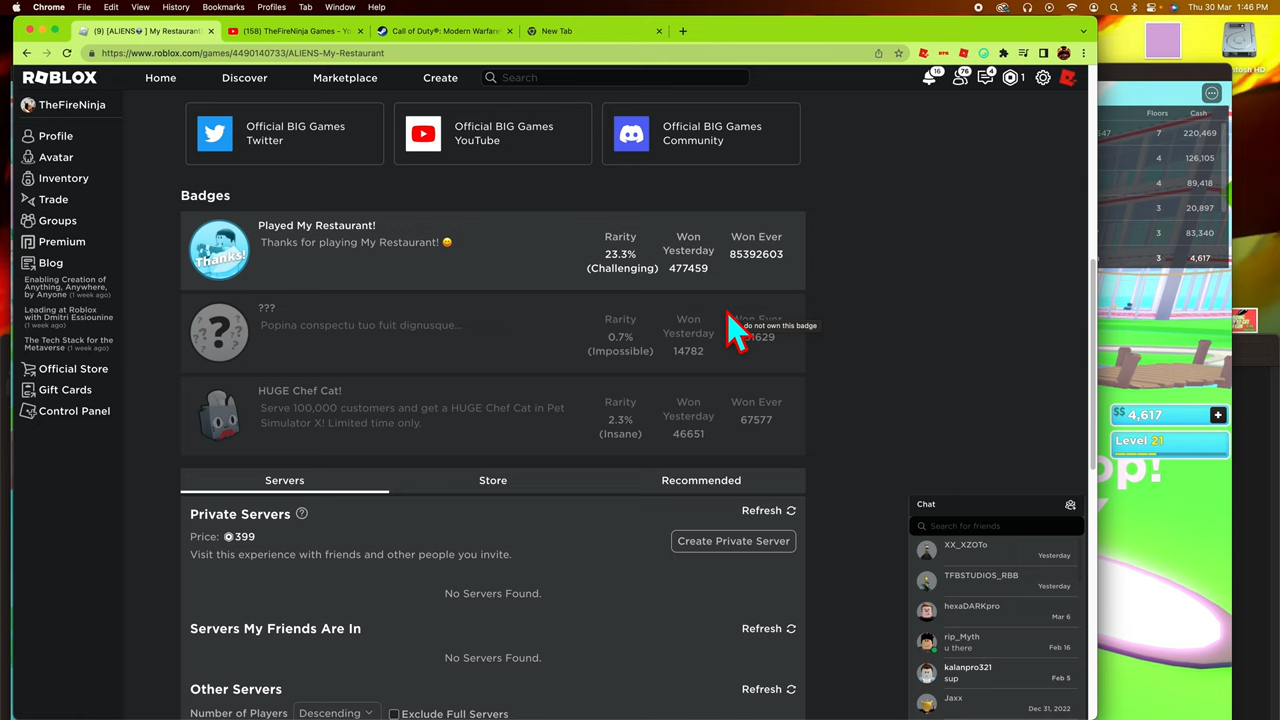 Chrome File Edit View History Bookmarks Profiles Tab Window Help Thu 30 Mar 1:46 PM
(9) [ALIENS👽] My Restaurant! (158) TheFireNinja Games - Yo Call of Duty®: Modern Warfare New Tab
https://www.roblox.com/games/4490140733/ALIENS-My-Restaurant
ROBLOX Home Discover Marketplace Create Search 16 76 4 1
TheFireNinja
Profile
Avatar
Inventory
Trade
Groups
Premium
Blog
Enabling Creation of
Anything, Anywhere,
by Anyone (1 week ago)
Leading at Roblox
with Dmitri Essiounine
(1 week ago)
The Tech Stack for the
Metaverse (1 week ago)
Official Store
Gift Cards
Control Panel
Official BIG Games
Twitter
Official BIG Games
YouTube
Official BIG Games
Community
Badges
Thanks!
Played My Restaurant!
Thanks for playing My Restaurant! 😀
Rarity
23.3%
(Challenging)
Won
Yesterday
477459
Won Ever
85392603
???
Popina conspectu tuo fuit dignusque...
Rarity
0.7%
(Impossible)
Won
Yesterday
14782
Won Ever
1629
do not own this badge
HUGE Chef Cat!
Serve 100,000 customers and get a HUGE Chef Cat in Pet
Simulator X! Limited time only.
Rarity
2.3%
(Insane)
Won
Yesterday
46651
Won Ever
67577
Servers Store Recommended
Private Servers
Refresh
Price: 399
Visit this experience with friends and other people you invite.
Create Private Server
No Servers Found.
Servers My Friends Are In
Refresh
No Servers Found.
Other Servers
Refresh
Number of Players Descending Exclude Full Servers
Chat
Search for friends
XX_XZOTo
Yesterday
TFBSTUDIOS_RBB
Yesterday
hexaDARKpro
Mar 6
rip_Myth
u there
Feb 16
kalanpro321
sup
Feb 5
Jaxx
Dec 31, 2022
Floors Cash
7 220,469
4 126,105
4 89,418
3 20,897
3 83,340
3 4,617
$$ 4,617 +
Level 21
op!